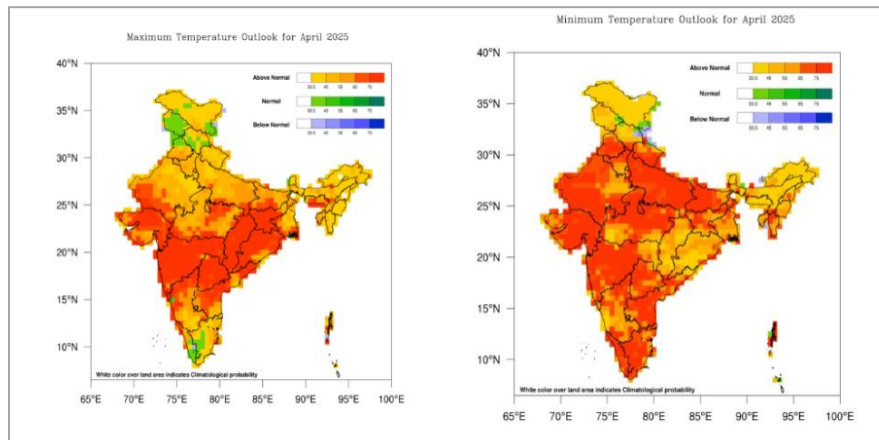 Maximum Temperature Outlook for April 2025
40°N
35°N
30°N
25°N
20°N
15°N
10°N
Above Normal
Normal
Below Normal
White color over land area indicates Climatological probability
65°E 70°E 75°E 80°E 85°E 90°E 95°E 100°E
Minimum Temperature Outlook for April 2025
40°N
35°N
30°N
25°N
20°N
15°N
10°N
Above Normal
Normal
Below Normal
White color over land area indicates Climatological probability
65°E 70°E 75°E 80°E 85°E 90°E 95°E 100°E